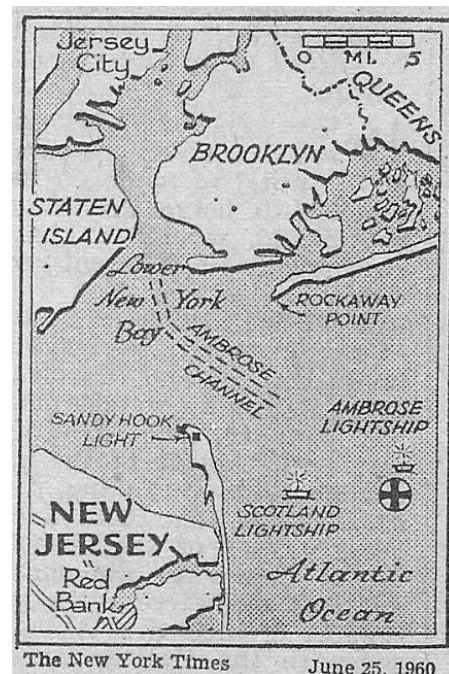 Jersey
City
0 MI. 5
QUEENS
BROOKLYN
STATEN
ISLAND
Lower
New York
Bay
AMBROSE
CHANNEL
ROCKAWAY
POINT
SANDY HOOK
LIGHT
AMBROSE
LIGHTSHIP
SCOTLAND
LIGHTSHIP
NEW
JERSEY
Red
Bank
Atlantic
Ocean
The New York Times June 25, 1960